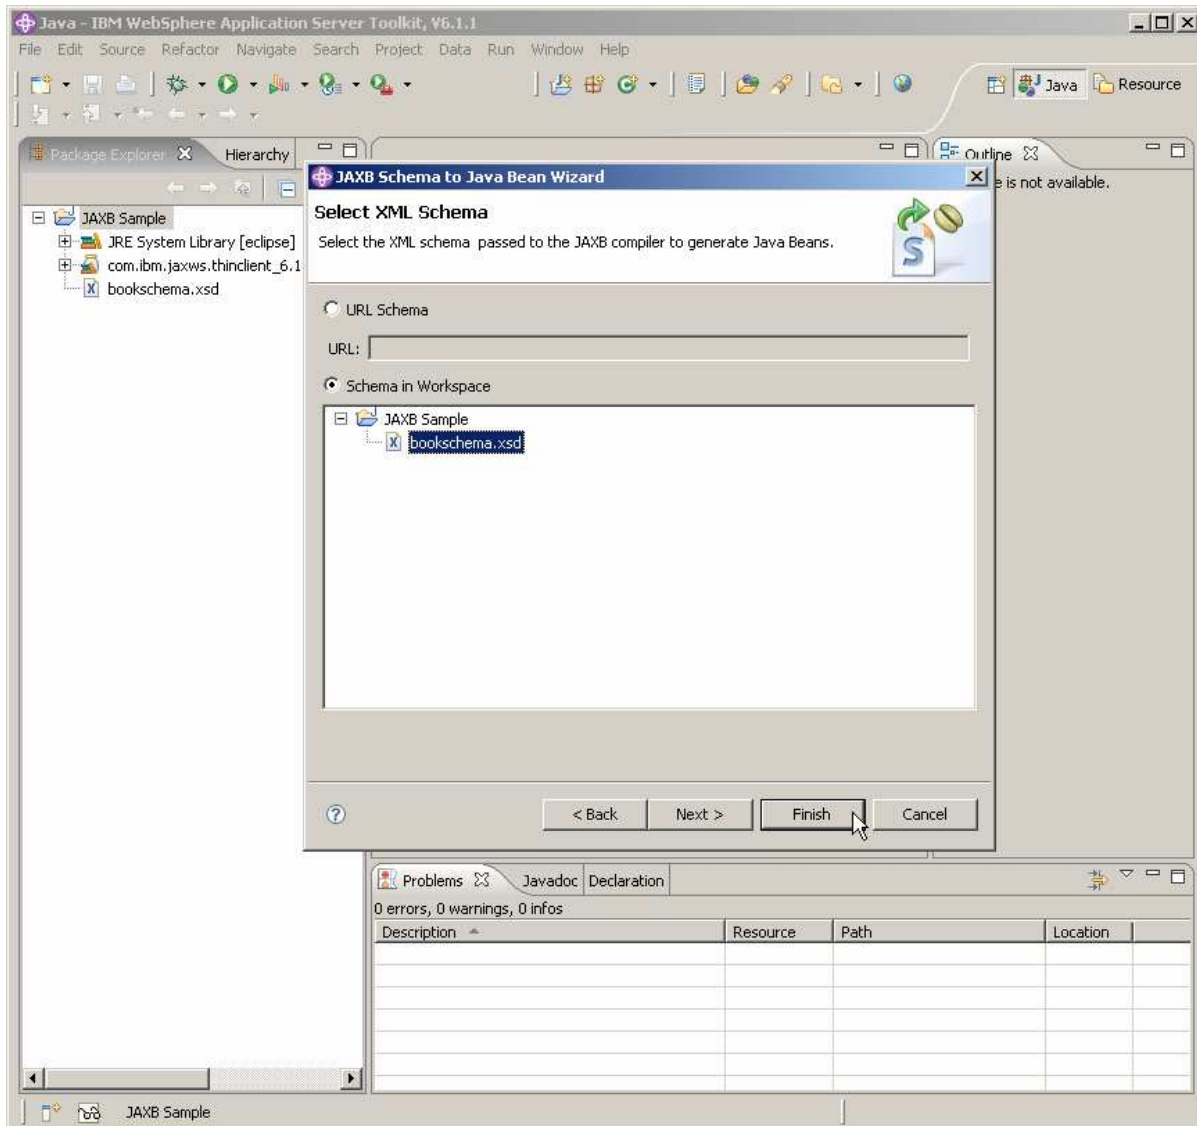 Java - IBM WebSphere Application Server Toolkit, V6.1.1
File Edit Source Refactor Navigate Search Project Data Run Window Help
Java Resource
Package Explorer Hierarchy
Outline
e is not available.
JAXB Sample
JRE System Library [eclipse]
com.ibm.jaxws.thinclient_6.1
bookschema.xsd
JAXB Schema to Java Bean Wizard
Select XML Schema
Select the XML schema passed to the JAXB compiler to generate Java Beans.
S
URL Schema
URL:
Schema in Workspace
JAXB Sample
bookschema.xsd
< Back Next > Finish Cancel
Problems Javadoc Declaration
0 errors, 0 warnings, 0 infos
Description Resource Path Location
JAXB Sample